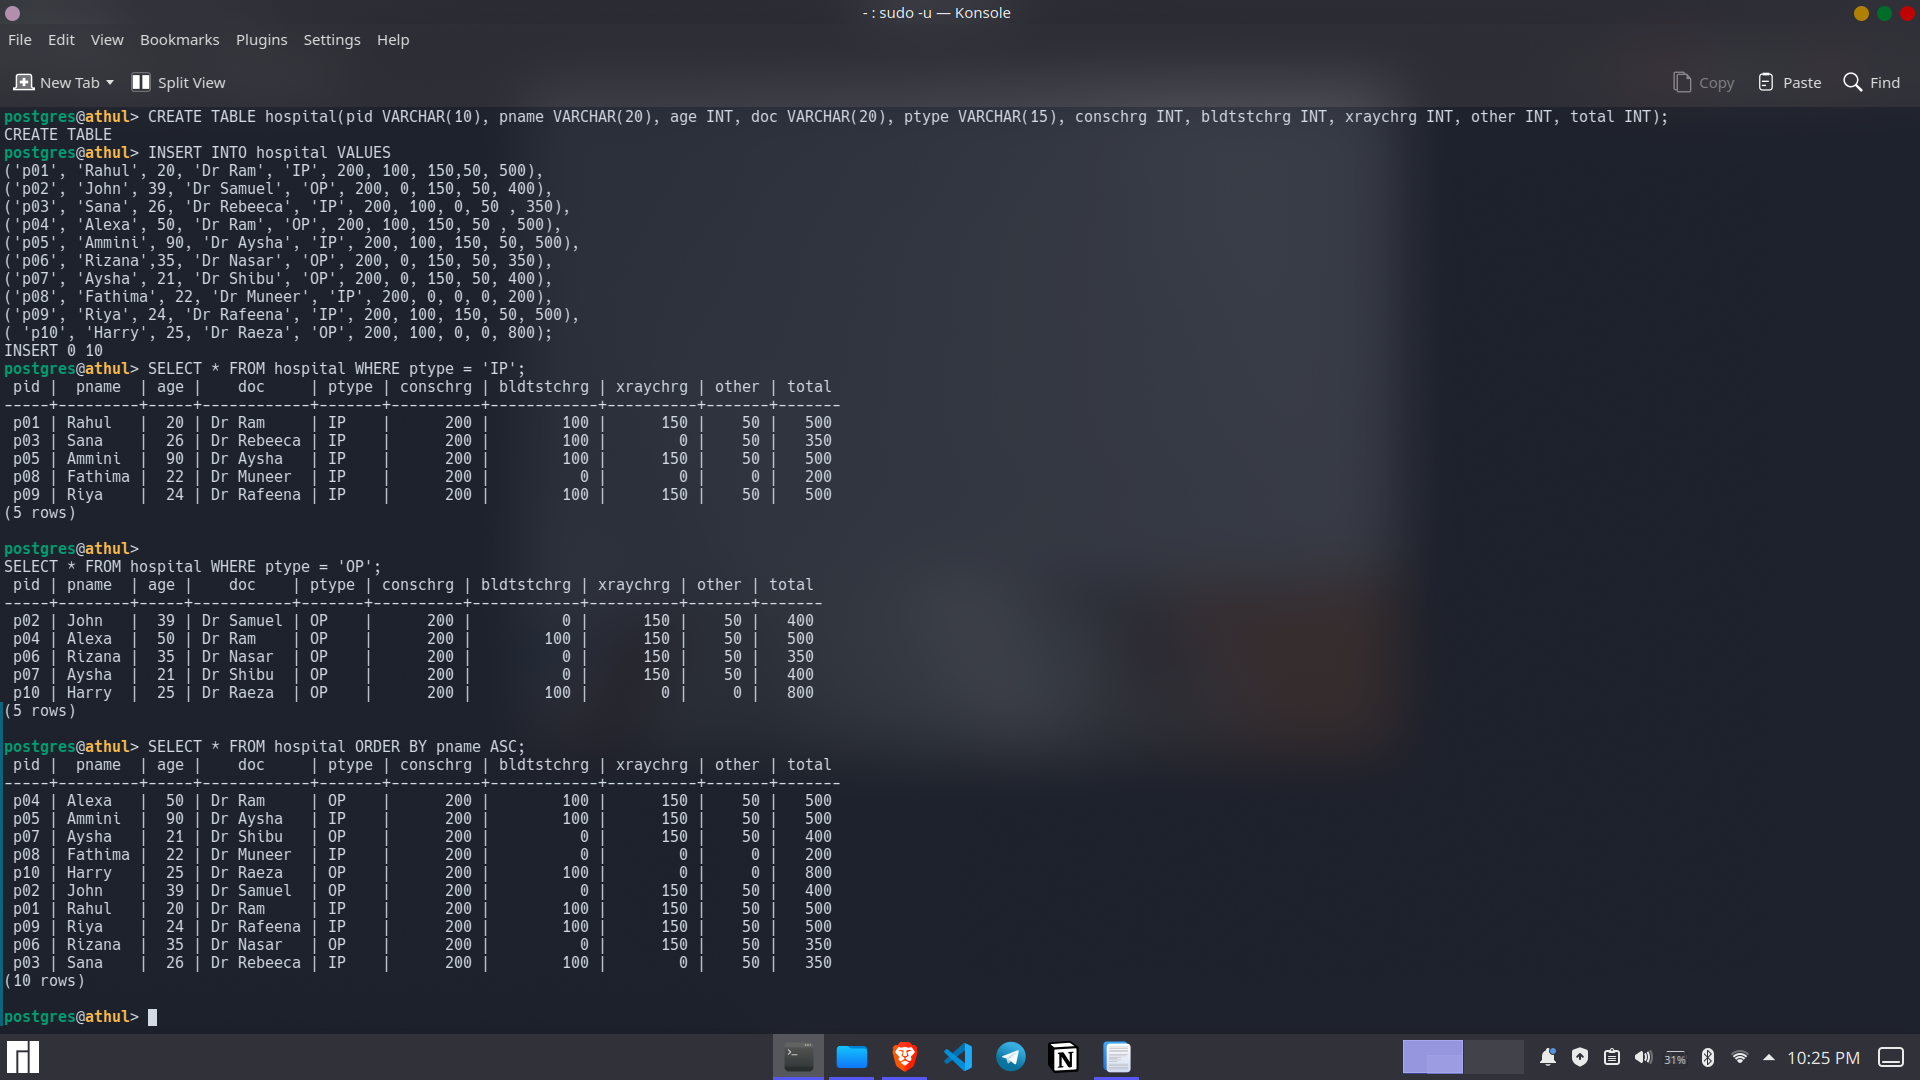 - : sudo -u — Konsole
File Edit View Bookmarks Plugins Settings Help
New Tab Split View Copy Paste Find
postgres@athul> CREATE TABLE hospital(pid VARCHAR(10), pname VARCHAR(20), age INT, doc VARCHAR(20), ptype VARCHAR(15), conschrg INT, bldtstchrg INT, xraychrg INT, other INT, total INT);
CREATE TABLE
postgres@athul> INSERT INTO hospital VALUES
('p01', 'Rahul', 20, 'Dr Ram', 'IP', 200, 100, 150,50, 500),
('p02', 'John', 39, 'Dr Samuel', 'OP', 200, 0, 150, 50, 400),
('p03', 'Sana', 26, 'Dr Rebeeca', 'IP', 200, 100, 0, 50 , 350),
('p04', 'Alexa', 50, 'Dr Ram', 'OP', 200, 100, 150, 50 , 500),
('p05', 'Ammini', 90, 'Dr Aysha', 'IP', 200, 100, 150, 50, 500),
('p06', 'Rizana',35, 'Dr Nasar', 'OP', 200, 0, 150, 50, 350),
('p07', 'Aysha', 21, 'Dr Shibu', 'OP', 200, 0, 150, 50, 400),
('p08', 'Fathima', 22, 'Dr Muneer', 'IP', 200, 0, 0, 0, 200),
('p09', 'Riya', 24, 'Dr Rafeena', 'IP', 200, 100, 150, 50, 500),
( 'p10', 'Harry', 25, 'Dr Raeza', 'OP', 200, 100, 0, 0, 800);
INSERT 0 10
postgres@athul> SELECT * FROM hospital WHERE ptype = 'IP';
 pid |  pname  | age |    doc     | ptype | conschrg | bldtstchrg | xraychrg | other | total
-----+---------+-----+------------+-------+----------+------------+----------+-------+-------
 p01 | Rahul   |  20 | Dr Ram     | IP    |      200 |        100 |      150 |    50 |   500
 p03 | Sana    |  26 | Dr Rebeeca | IP    |      200 |        100 |        0 |    50 |   350
 p05 | Ammini  |  90 | Dr Aysha   | IP    |      200 |        100 |      150 |    50 |   500
 p08 | Fathima |  22 | Dr Muneer  | IP    |      200 |          0 |        0 |     0 |   200
 p09 | Riya    |  24 | Dr Rafeena | IP    |      200 |        100 |      150 |    50 |   500
(5 rows)
postgres@athul>
SELECT * FROM hospital WHERE ptype = 'OP';
 pid | pname  | age |    doc    | ptype | conschrg | bldtstchrg | xraychrg | other | total
-----+--------+-----+-----------+-------+----------+------------+----------+-------+-------
 p02 | John   |  39 | Dr Samuel | OP    |      200 |          0 |      150 |    50 |   400
 p04 | Alexa  |  50 | Dr Ram    | OP    |      200 |        100 |      150 |    50 |   500
 p06 | Rizana |  35 | Dr Nasar  | OP    |      200 |          0 |      150 |    50 |   350
 p07 | Aysha  |  21 | Dr Shibu  | OP    |      200 |          0 |      150 |    50 |   400
 p10 | Harry  |  25 | Dr Raeza  | OP    |      200 |        100 |        0 |     0 |   800
(5 rows)
postgres@athul> SELECT * FROM hospital ORDER BY pname ASC;
 pid |  pname  | age |    doc     | ptype | conschrg | bldtstchrg | xraychrg | other | total
-----+---------+-----+------------+-------+----------+------------+----------+-------+-------
 p04 | Alexa   |  50 | Dr Ram     | OP    |      200 |        100 |      150 |    50 |   500
 p05 | Ammini  |  90 | Dr Aysha   | IP    |      200 |        100 |      150 |    50 |   500
 p07 | Aysha   |  21 | Dr Shibu   | OP    |      200 |          0 |      150 |    50 |   400
 p08 | Fathima |  22 | Dr Muneer  | IP    |      200 |          0 |        0 |     0 |   200
 p10 | Harry   |  25 | Dr Raeza   | OP    |      200 |        100 |        0 |     0 |   800
 p02 | John    |  39 | Dr Samuel  | OP    |      200 |          0 |      150 |    50 |   400
 p01 | Rahul   |  20 | Dr Ram     | IP    |      200 |        100 |      150 |    50 |   500
 p09 | Riya    |  24 | Dr Rafeena | IP    |      200 |        100 |      150 |    50 |   500
 p06 | Rizana  |  35 | Dr Nasar   | OP    |      200 |          0 |      150 |    50 |   350
 p03 | Sana    |  26 | Dr Rebeeca | IP    |      200 |        100 |        0 |    50 |   350
(10 rows)
postgres@athul>
31% 10:25 PM